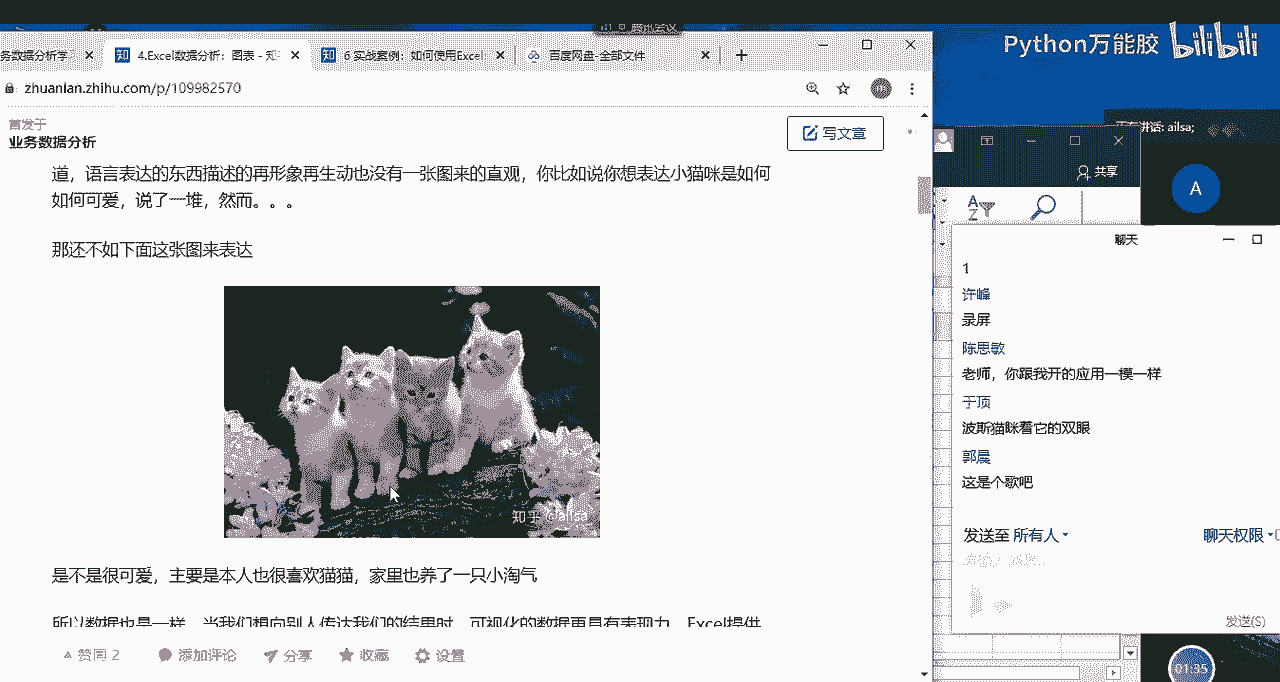 腾讯会议
Python万能胶 bilibili
务数据分析学
4.Excel数据分析：图表 - 知
如何使用Excel
百度网盘-全部文件
zhuanlan.zhihu.com/p/109982570
首发于
业务数据分析
写文章
道，语言表达的东西描述的再形象再生动也没有一张图来的直观，你比如说你想表达小猫咪是如何
如何可爱，说了一堆，然而。。。
那还不如下面这张图来表达
知乎 @ailsa
是不是很可爱，主要是本人也很喜欢猫猫，家里也养了一只小淘气
所以数据也是一样，当我们想向别人传达我们的结果时，可视化的数据更具有表现力，Excel提供
赞同 2
添加评论
分享
收藏
设置
正在讲话: ailsa;
共享
A
聊天
1
许峰
录屏
陈思敏
老师，你跟我开的应用一模一样
于顶
波斯猫眯着它的双眼
郭晨
这是个歌吧
发送至 所有人
聊天权限
发送(S)
01:35